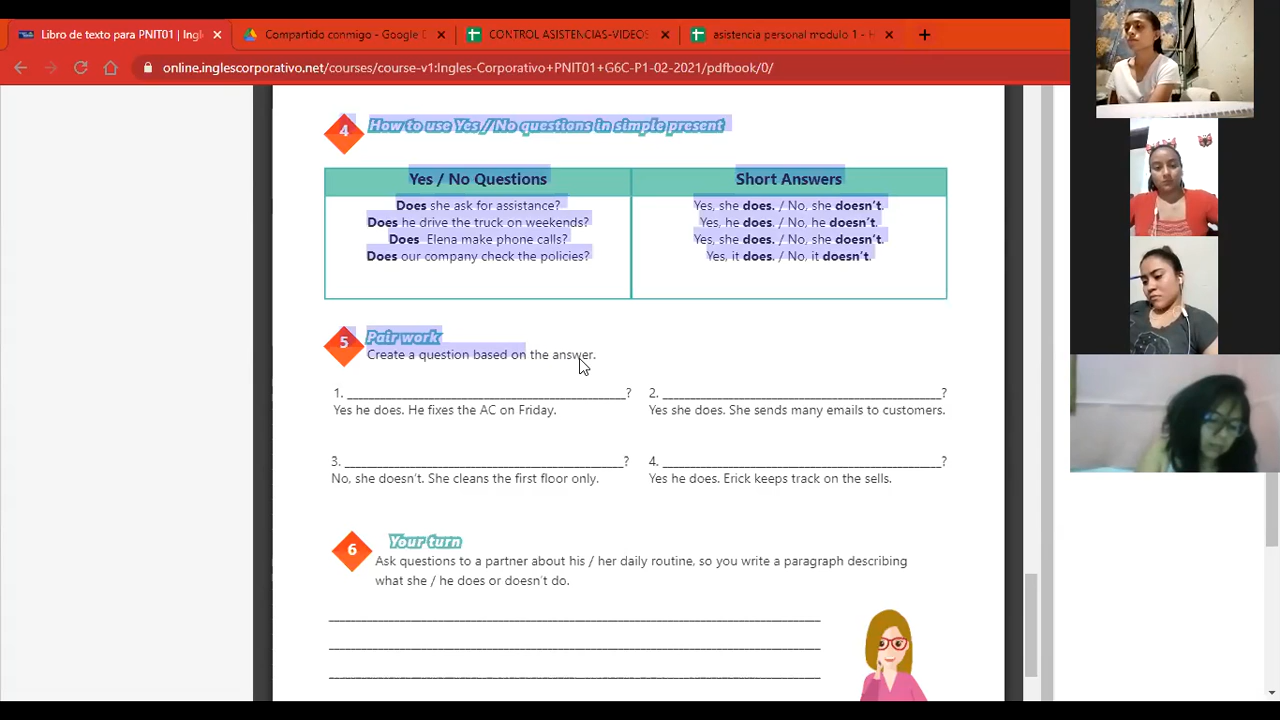 Libro de texto para PNIT01 | Ingl
Compartido conmigo - Google D
CONTROL ASISTENCIAS-VIDEOS
asistencia personal modulo 1 - H
online.inglescorporativo.net/courses/course-v1:Ingles-Corporativo+PNIT01+G6C-P1-02-2021/pdfbook/0/
4 How to use Yes / No questions in simple present
Yes / No Questions Short Answers
Does she ask for assistance? Yes, she does. / No, she doesn't.
Does he drive the truck on weekends? Yes, he does. / No, he doesn't.
Does Elena make phone calls? Yes, she does. / No, she doesn't.
Does our company check the policies? Yes, it does. / No, it doesn't.
5 Pair work
Create a question based on the answer.
1. ________________________________________? 2. ________________________________________?
Yes he does. He fixes the AC on Friday. Yes she does. She sends many emails to customers.
3. ________________________________________? 4. ________________________________________?
No, she doesn't. She cleans the first floor only. Yes he does. Erick keeps track on the sells.
6 Your turn
Ask questions to a partner about his / her daily routine, so you write a paragraph describing
what she / he does or doesn´t do.